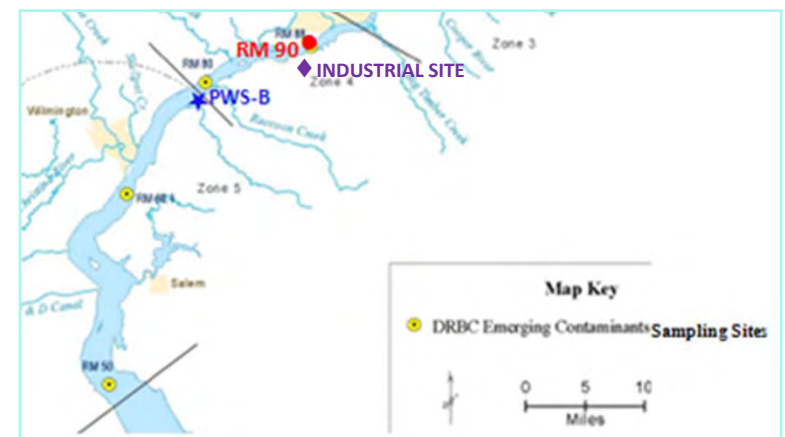 RM 88
RM 90
Zone 3
INDUSTRIAL SITE
Zone 4
RM 80
PWS-B
Raccoon Creek
Wilmington
Zone 5
Salem
& D Canal
RM 50
Map Key
DRBC Emerging Contaminants Sampling Sites
0 5 10
Miles